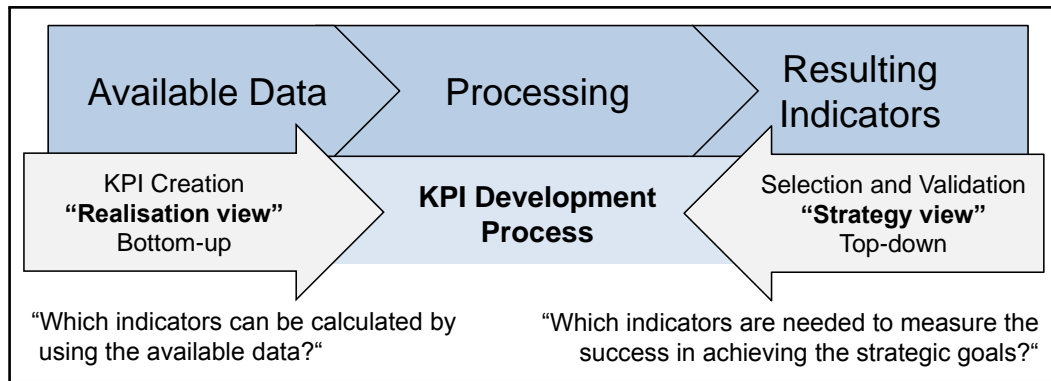 Available Data
Processing
Resulting
Indicators
KPI Creation
“Realisation view”
Bottom-up
KPI Development
Process
Selection and Validation
“Strategy view”
Top-down
“Which indicators can be calculated by
using the available data?“
“Which indicators are needed to measure the
success in achieving the strategic goals?“